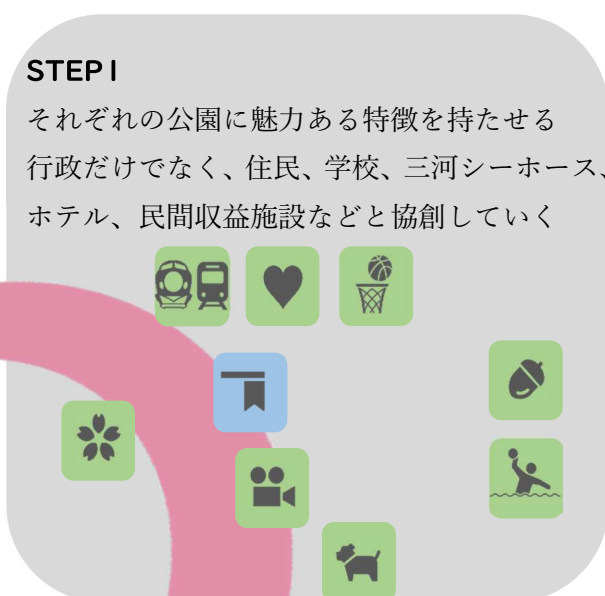 STEP1
それぞれの公園に魅力ある特徴を持たせる
行政だけでなく、住民、学校、三河シーホース、
ホテル、民間収益施設などと協創していく